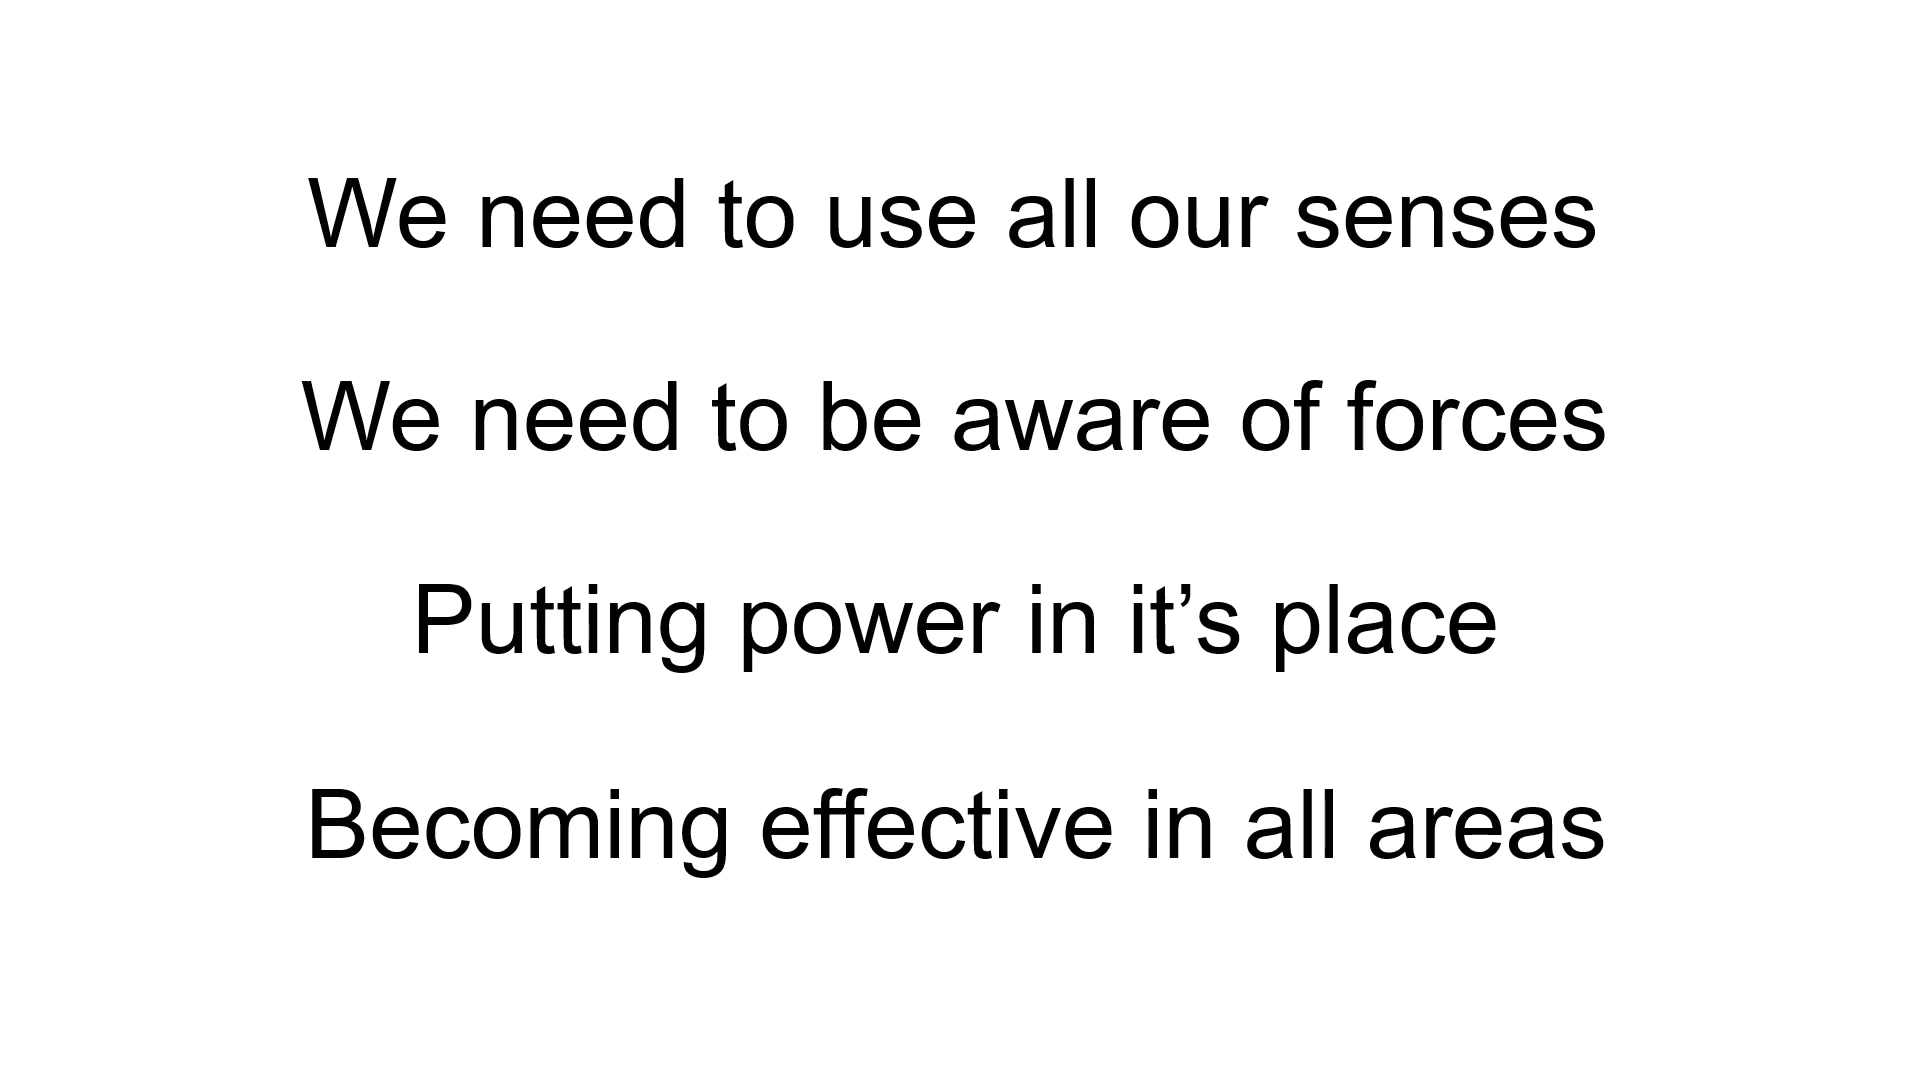 We need to use all our senses
We need to be aware of forces
Putting power in it’s place
Becoming effective in all areas